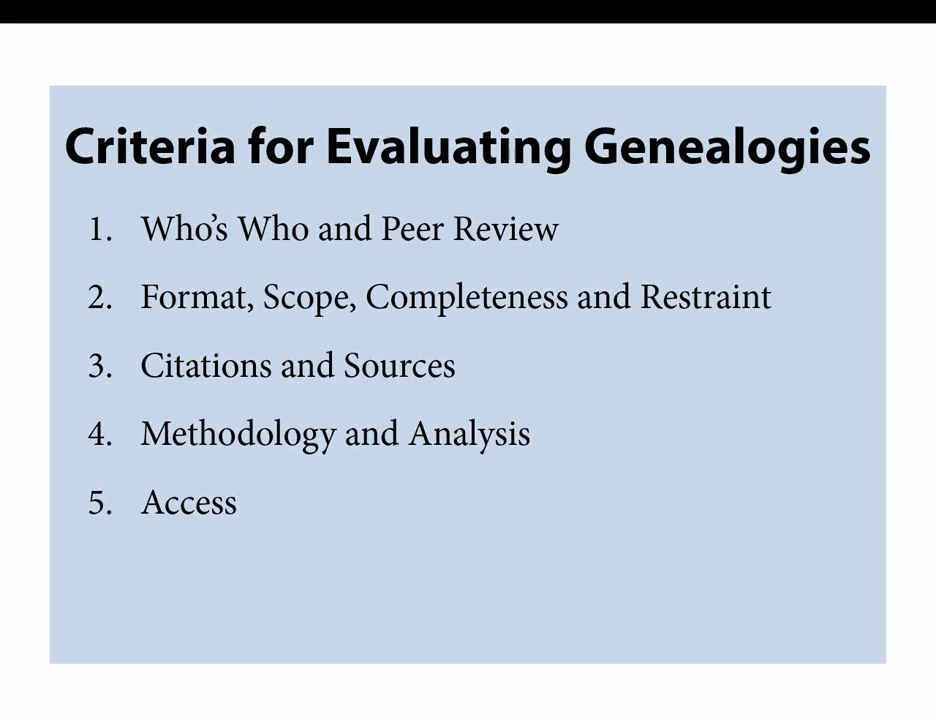 Criteria for Evaluating Genealogies
1. Who’s Who and Peer Review
2. Format, Scope, Completeness and Restraint
3. Citations and Sources
4. Methodology and Analysis
5. Access